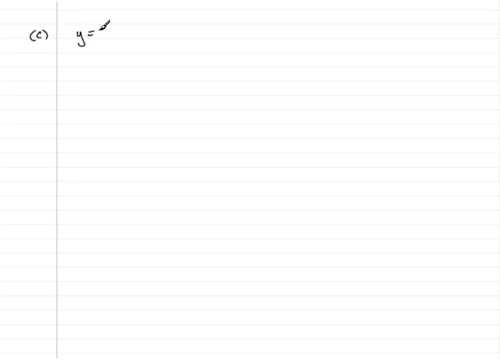 (c) y =